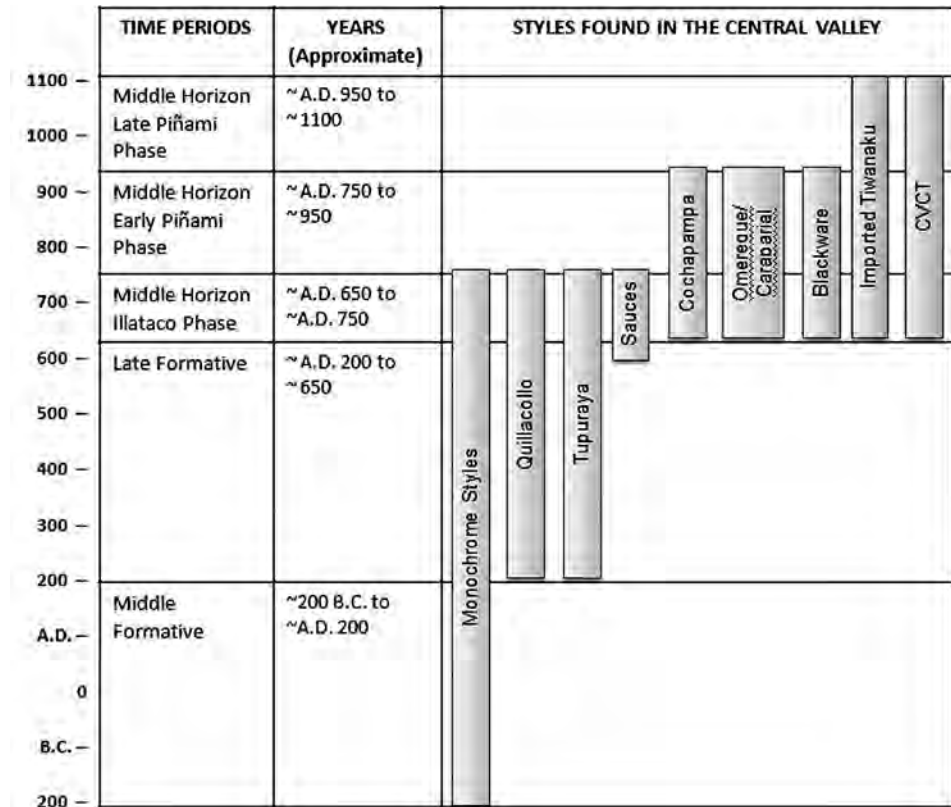 TIME PERIODS
YEARS
(Approximate)
STYLES FOUND IN THE CENTRAL VALLEY
1100 –
1000 –
900 –
800 –
700 –
600 –
500 –
400 –
300 –
200 –
A.D. –
0
B.C. –
200 –
Middle Horizon
Late Piñami
Phase
~A.D. 950 to
~1100
Middle Horizon
Early Piñami
Phase
~A.D. 750 to
~950
Middle Horizon
Illataco Phase
~A.D. 650 to
~A.D. 750
Late Formative
~A.D. 200 to
~650
Middle
Formative
~200 B.C. to
~A.D. 200
Monochrome Styles
Quillacollo
Tupuraya
Sauces
Cochapampa
Omereque/
Caraparial
Blackware
Imported Tiwanaku
CVCT